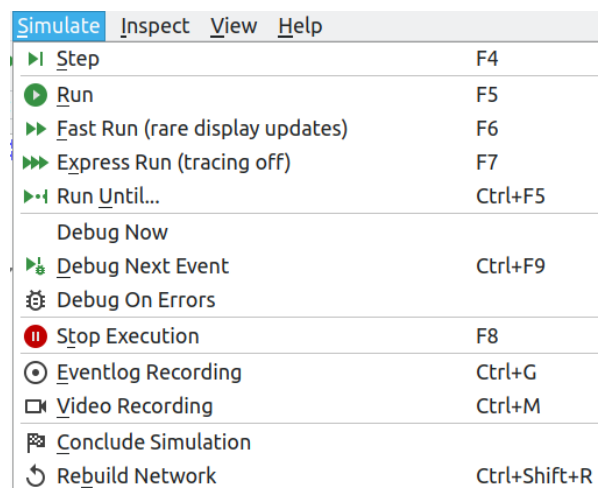 Simulate Inspect View Help
Step F4
Run F5
Fast Run (rare display updates) F6
Express Run (tracing off) F7
Run Until... Ctrl+F5
Debug Now
Debug Next Event Ctrl+F9
Debug On Errors
Stop Execution F8
Eventlog Recording Ctrl+G
Video Recording Ctrl+M
Conclude Simulation
Rebuild Network Ctrl+Shift+R